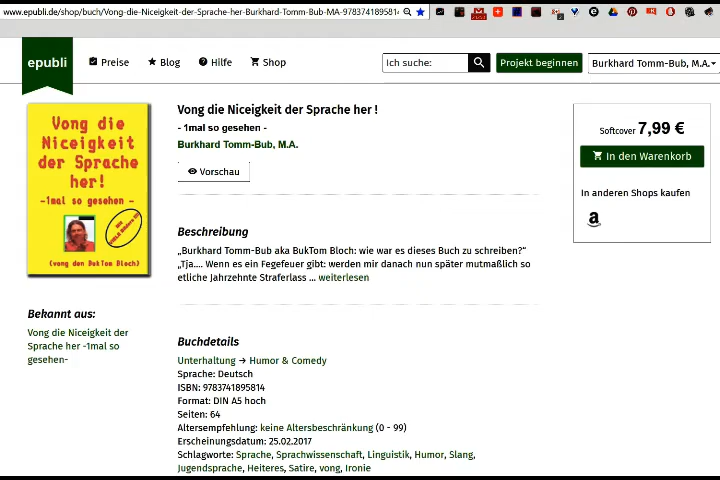 www.epubli.de/shop/buch/Vong-die-Niceigkeit-der-Sprache-her-Burkhard-Tomm-Bub-MA-9783741895814
epubli
Preise
Blog
Hilfe
Shop
Ich suche:
Projekt beginnen
Burkhard Tomm-Bub, M.A.
Vong die
Niceigkeit
der Sprache
her!
-1mal so gesehen -
(vong den BukTom Bloch)
Vong die Niceigkeit der Sprache her !
- 1mal so gesehen -
Burkhard Tomm-Bub, M.A.
Vorschau
Softcover 7,99 €
In den Warenkorb
In anderen Shops kaufen
a
Beschreibung
„Burkhard Tomm-Bub aka BukTom Bloch: wie war es dieses Buch zu schreiben?“
„Tja.... Wenn es ein Fegefeuer gibt: werden mir danach nun später mutmaßlich so
etliche Jahrzehnte Straferlass ... weiterlesen
Bekannt aus:
Vong die Niceigkeit der
Sprache her -1mal so
gesehen-
Buchdetails
Unterhaltung → Humor & Comedy
Sprache: Deutsch
ISBN: 9783741895814
Format: DIN A5 hoch
Seiten: 64
Altersempfehlung: keine Altersbeschränkung (0 - 99)
Erscheinungsdatum: 25.02.2017
Schlagworte: Sprache, Sprachwissenschaft, Linguistik, Humor, Slang,
Jugendsprache, Heiteres, Satire, vong, Ironie